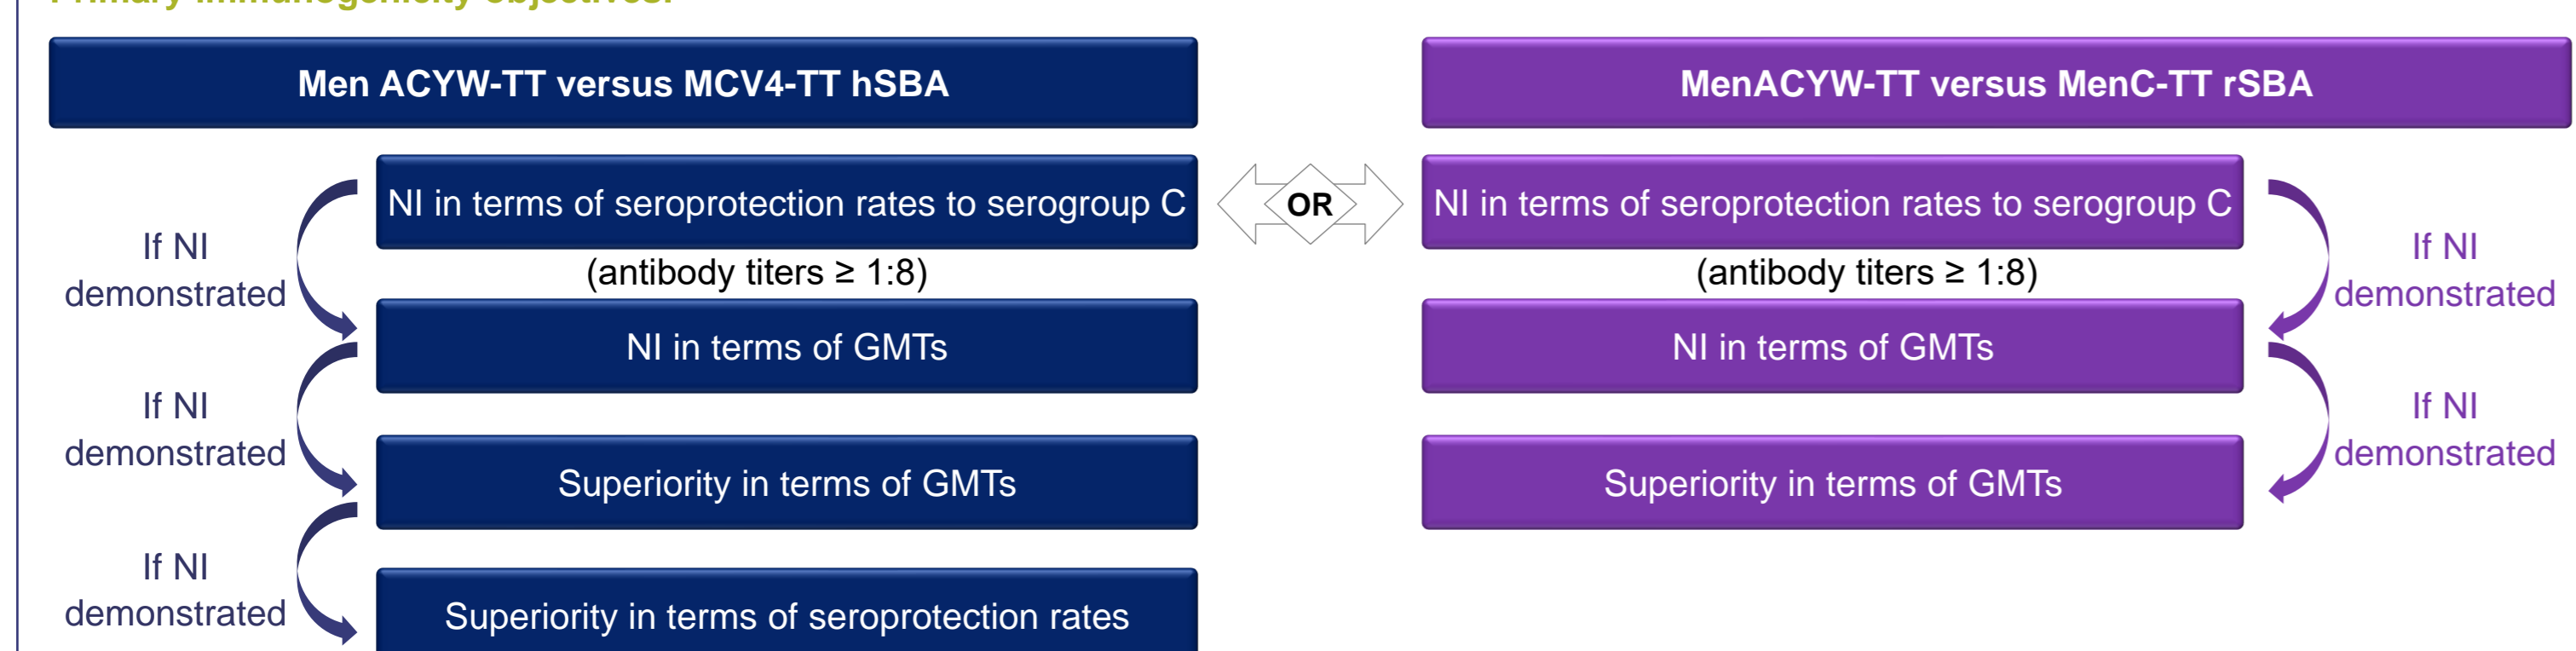 Primary immunogenicity objectives:
Men ACYW-TT versus MCV4-TT hSBA
MenACYW-TT versus MenC-TT rSBA
NI in terms of seroprotection rates to serogroup C
OR
NI in terms of seroprotection rates to serogroup C
If NI
demonstrated
(antibody titers ≥ 1:8)
(antibody titers ≥ 1:8)
If NI
demonstrated
NI in terms of GMTs
NI in terms of GMTs
If NI
demonstrated
If NI
demonstrated
Superiority in terms of GMTs
Superiority in terms of GMTs
If NI
demonstrated
Superiority in terms of seroprotection rates